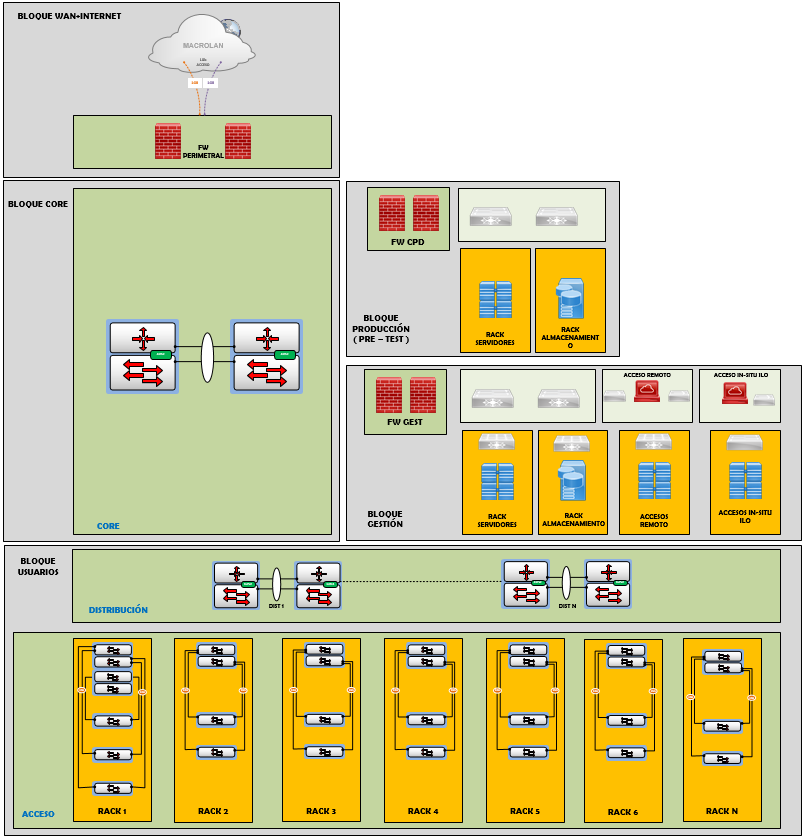 BLOQUE WAN+INTERNET
MACROLAN
FW
PERIMETRAL
BLOQUE CORE
CORE
FW CPD
BLOQUE
PRODUCCIÓN
( PRE – TEST )
RACK
SERVIDORES
RACK
ALMACENAMIENT
O
ACCESO REMOTO
ACCESO IN-SITU ILO
FW GEST
BLOQUE
GESTIÓN
RACK
SERVIDORES
RACK
ALMACENAMIENTO
ACCESOS
REMOTO
ACCESOS IN-SITU
ILO
BLOQUE
USUARIOS
DISTRIBUCIÓN
DIST 1
DIST N
ACCESO
RACK 1
RACK 2
RACK 3
RACK 4
RACK 5
RACK 6
RACK N